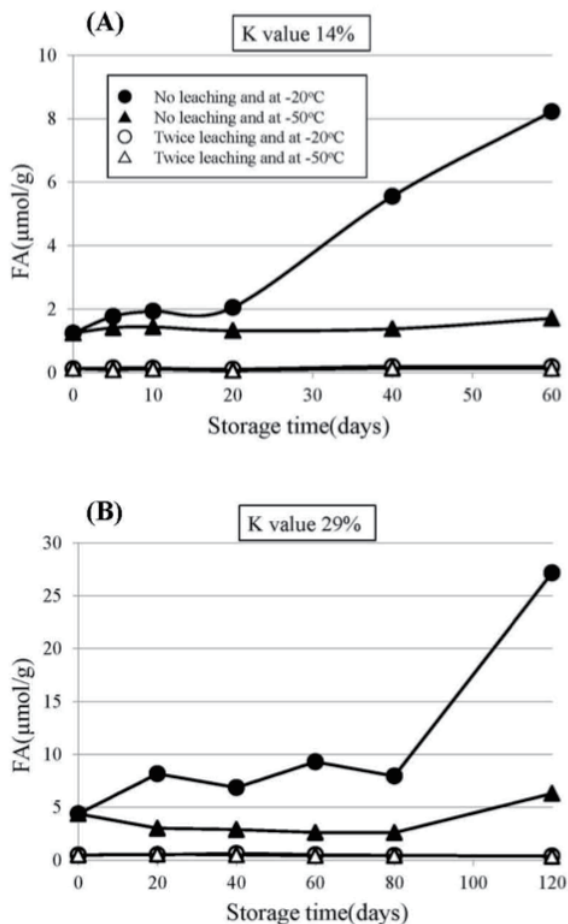 (A)
K value 14%
10
8
6
4
2
0
FA(μmol/g)
No leaching and at -20°C
No leaching and at -50°C
Twice leaching and at -20°C
Twice leaching and at -50°C
0 10 20 30 40 50 60
Storage time(days)
(B)
K value 29%
30
25
20
15
10
5
0
FA(μmol/g)
0 20 40 60 80 100 120
Storage time(days)